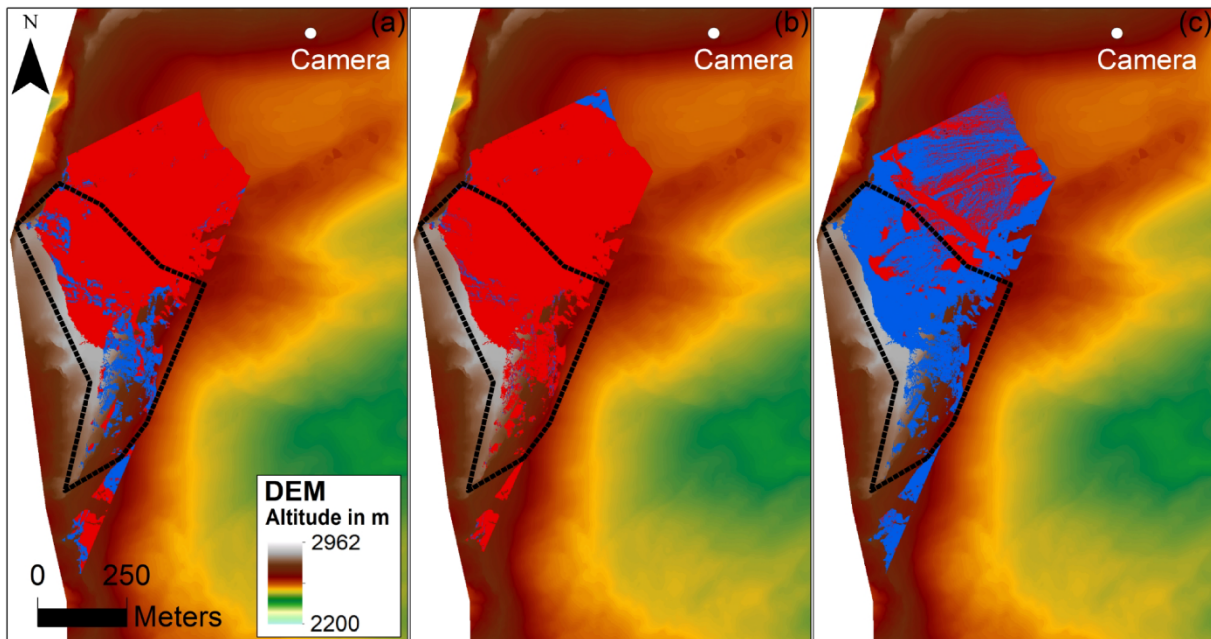 N
(a)
Camera
DEM
Altitude in m
2962
2200
0 250
Meters
(b)
Camera
(c)
Camera